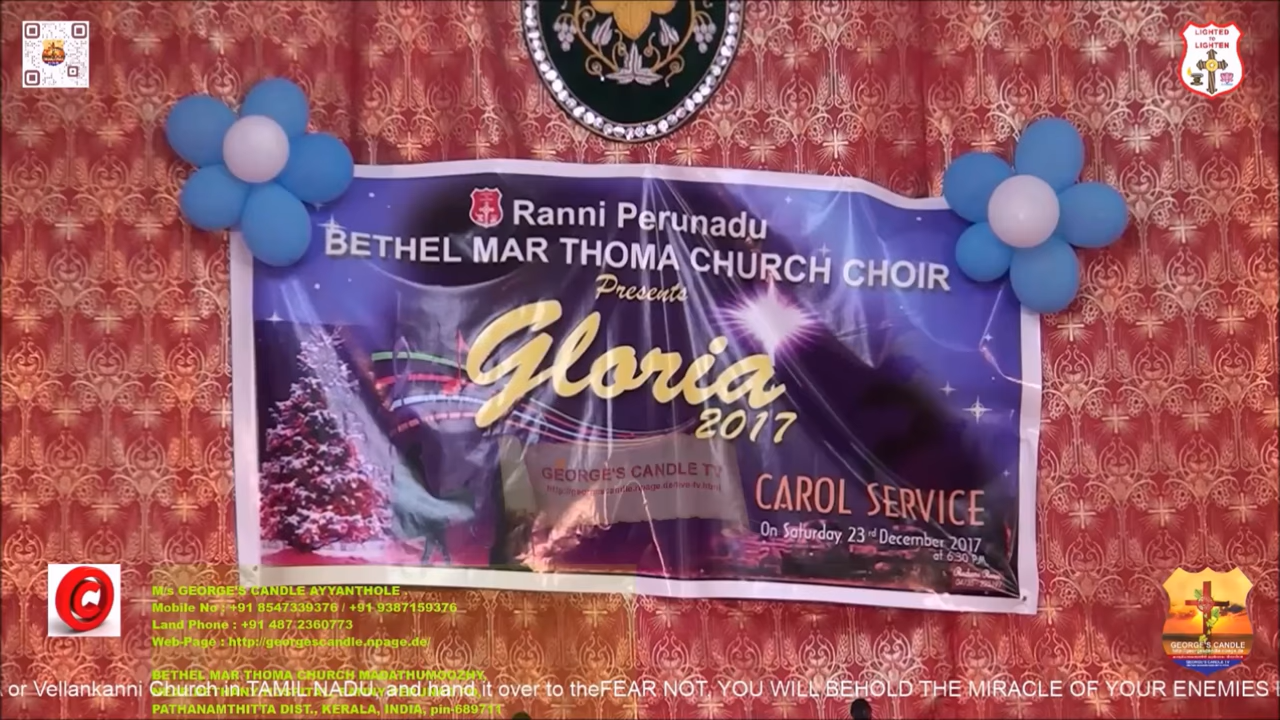 LIGHTED
TO
LIGHTEN
Ranni Perunadu
BETHEL MAR THOMA CHURCH CHOIR
Presents
Gloria
2017
GEORGE'S CANDLE TV
CAROL SERVICE
On Saturday 23rd December 2017
at 6:30 PM
M/s GEORGE'S CANDLE AYYANTHOLE
Mobile No : +91 8547339376 / +91 9387159376
Land Phone : +91 487 2360773
Web-Page : http://georgescandle.npage.de/
GEORGE'S CANDLE
BETHEL MAR THOMA CHURCH MADATHUMOOZHY,
or Vellankanni Church in TAMIL NADU, and hand it over to theFEAR NOT, YOU WILL BEHOLD THE MIRACLE OF YOUR ENEMIES
PATHANAMTHITTA DIST., KERALA, INDIA, pin-689711